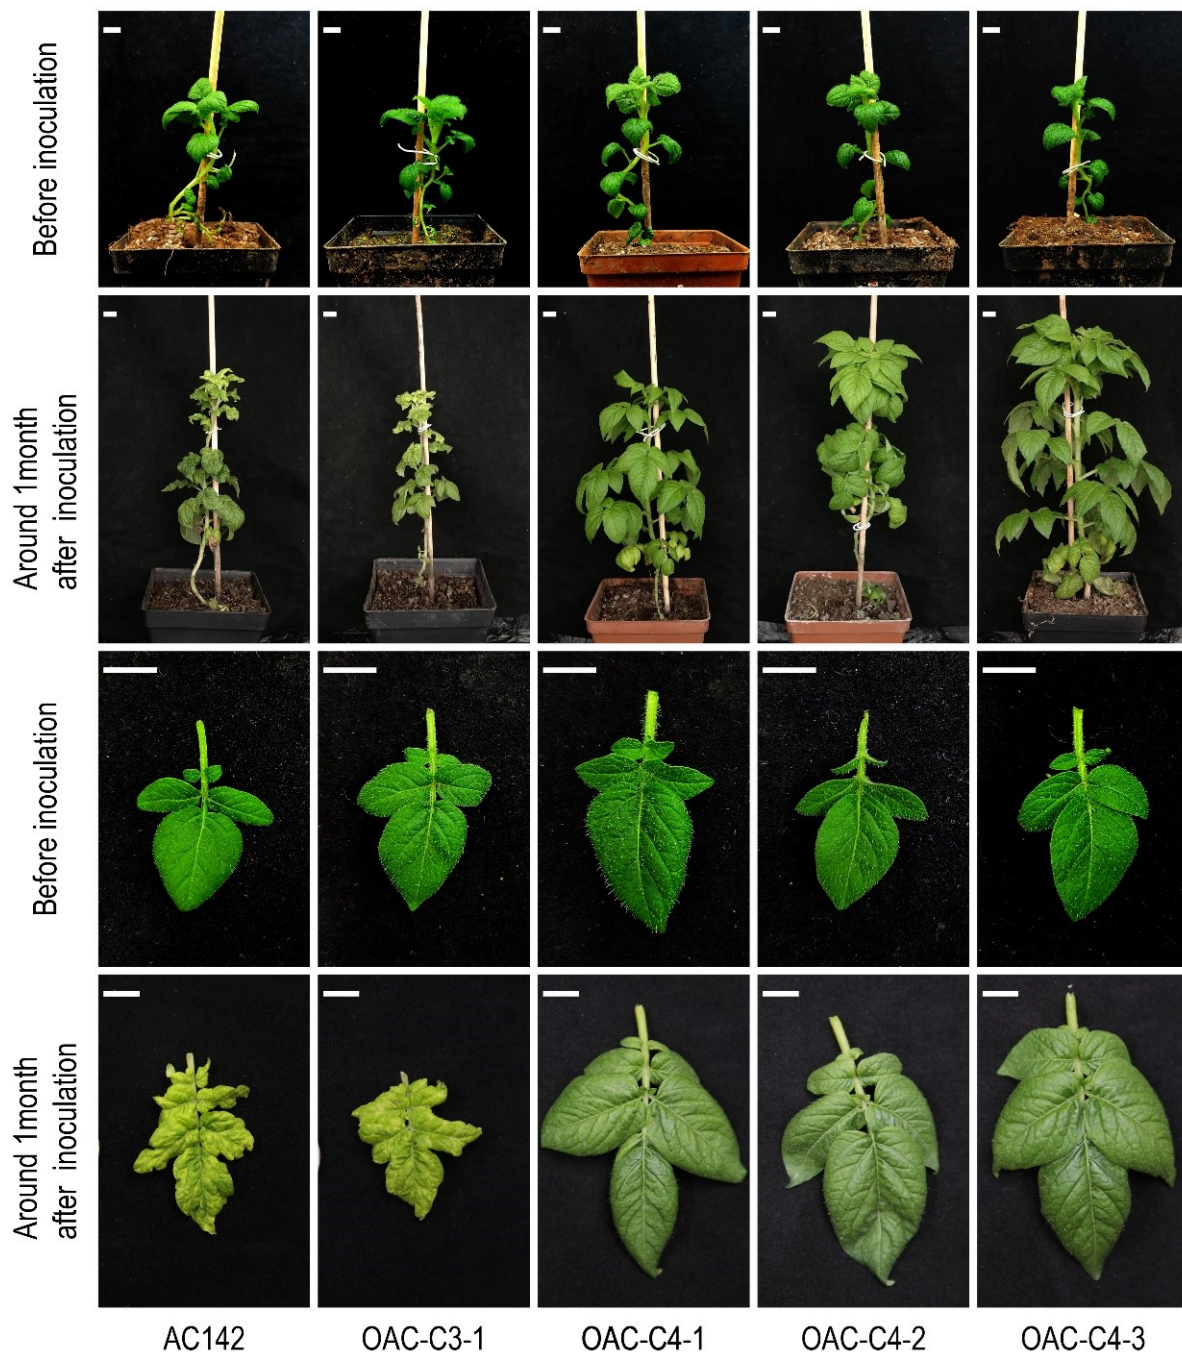 Before inoculation
Around 1month
after inoculation
Before inoculation
Around 1month
after inoculation
AC142
OAC-C3-1
OAC-C4-1
OAC-C4-2
OAC-C4-3